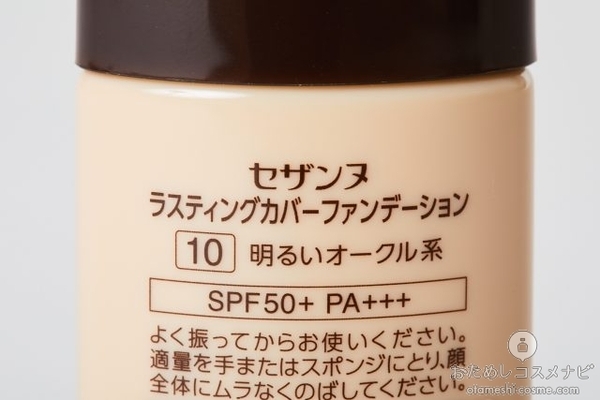 セザンヌ
ラスティングカバーファンデーション
10 明るいオークル系
SPF50+ PA+++
よく振ってからお使いください。
適量を手またはスポンジにとり、顔
全体にムラなくのばしてください。
おためしコスメナビ
otameshi-cosme.com